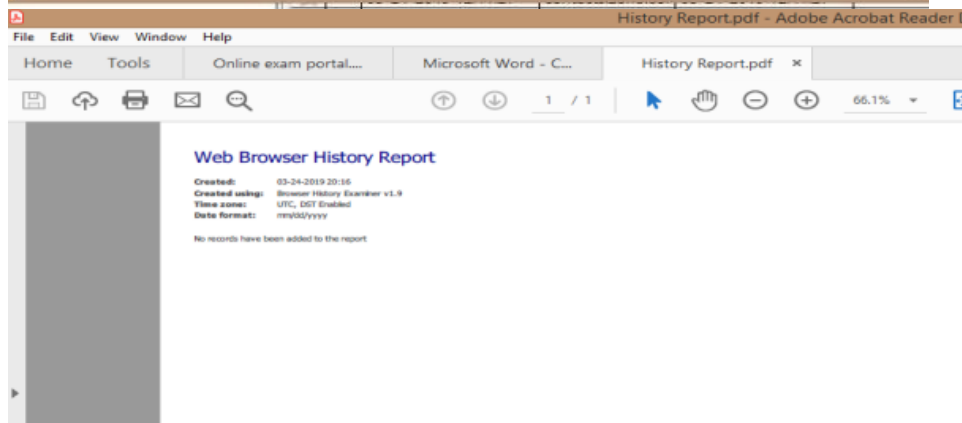 History Report.pdf - Adobe Acrobat Reader
File Edit View Window Help
Home Tools Online exam portal.... Microsoft Word - C... History Report.pdf ×
1 / 1 66.1%
Web Browser History Report
Created: 03-24-2019 20:16
Created using: Browser History Examiner v1.9
Time zone: UTC, DST Enabled
Date format: mm/dd/yyyy
No records have been added to the report